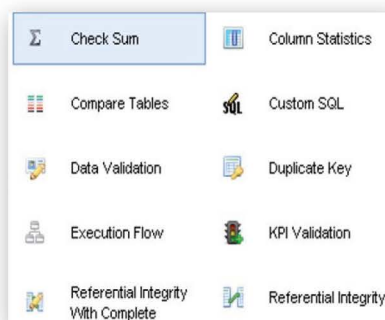 Σ Check Sum
Column Statistics
Compare Tables
SQL Custom SQL
Data Validation
Duplicate Key
Execution Flow
KPI Validation
Referential Integrity
With Complete
Referential Integrity